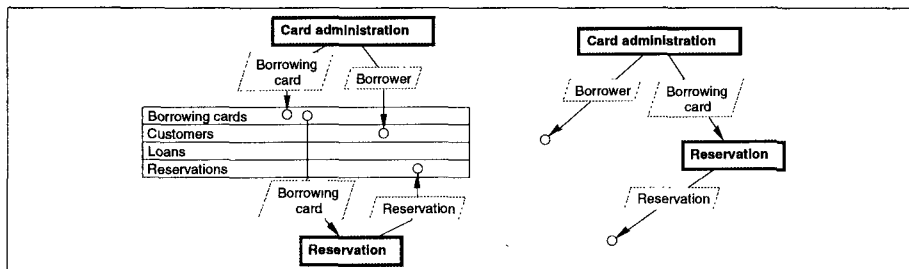 Card administration
Borrowing
card
Borrower
Borrowing cards
Customers
Loans
Reservations
Borrowing
card
Reservation
Reservation
Card administration
Borrower
Borrowing
card
Reservation
Reservation